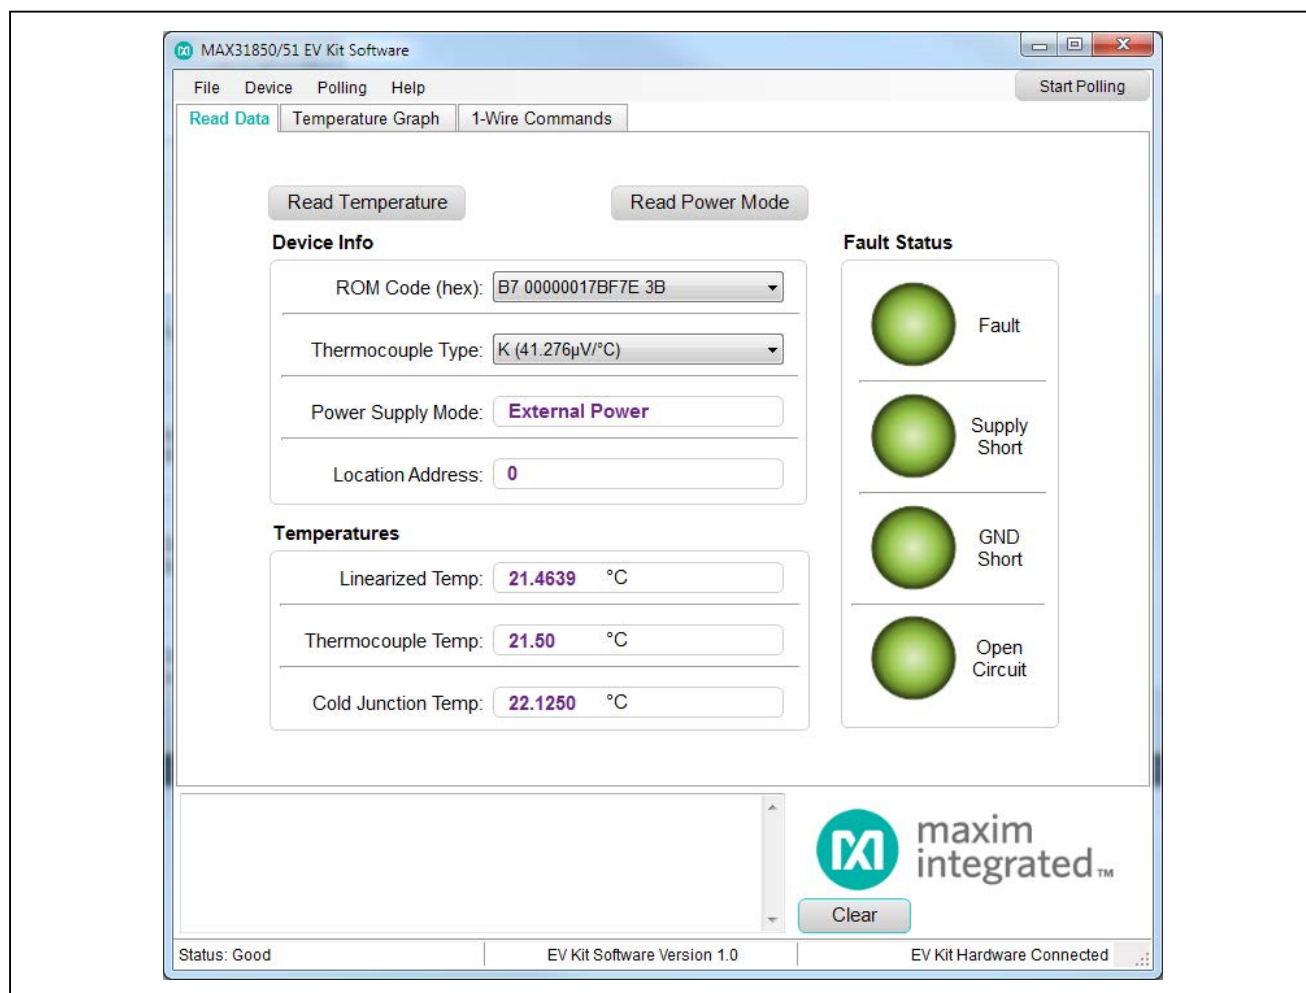 MAX31850/51 EV Kit Software
File Device Polling Help Start Polling
Read Data Temperature Graph 1-Wire Commands
Read Temperature Read Power Mode
Device Info
ROM Code (hex): B7 00000017BF7E 3B
Thermocouple Type: K (41.276µV/°C)
Power Supply Mode: External Power
Location Address: 0
Temperatures
Linearized Temp: 21.4639 °C
Thermocouple Temp: 21.50 °C
Cold Junction Temp: 22.1250 °C
Fault Status
Fault
Supply
Short
GND
Short
Open
Circuit
maxim
integrated™
Clear
Status: Good EV Kit Software Version 1.0 EV Kit Hardware Connected